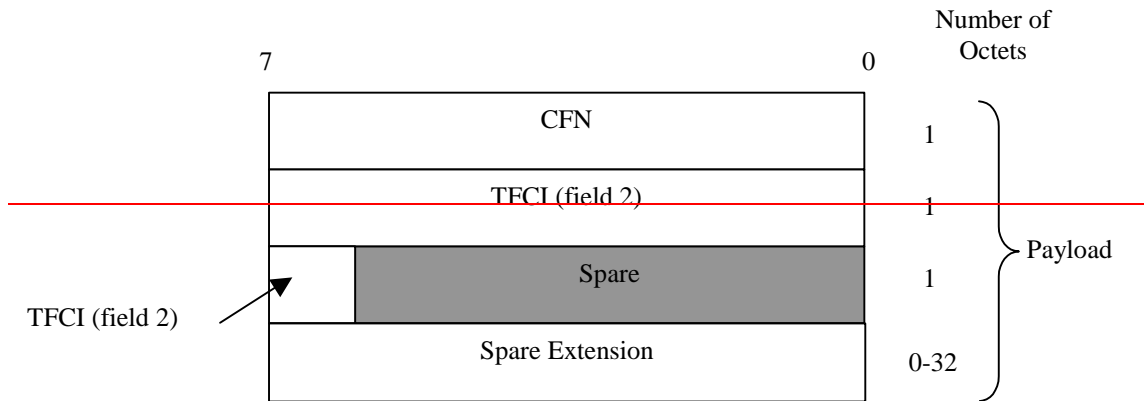 Number of
Octets
7
0
CFN
1
TFCI (field 2)
1
Spare
1
Payload
TFCI (field 2)
Spare Extension
0-32